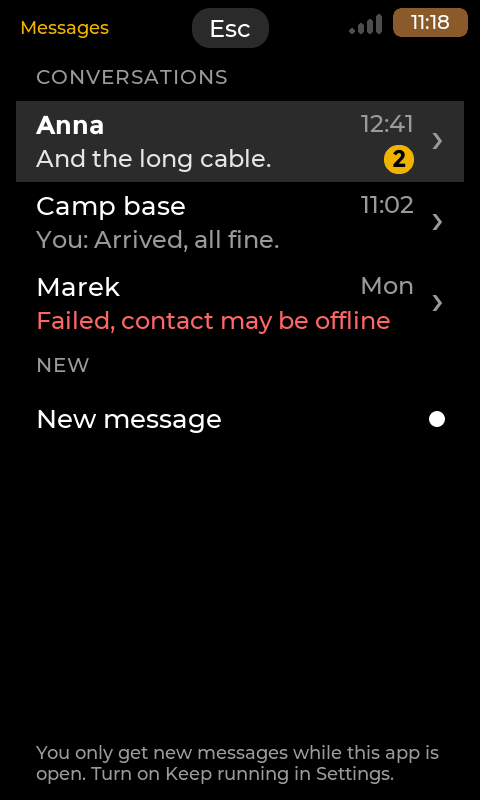 Messages
Esc
11:18
CONVERSATIONS
Anna
12:41
And the long cable.
2
Camp base
11:02
You: Arrived, all fine.
Marek
Mon
Failed, contact may be offline
NEW
New message
You only get new messages while this app is
open. Turn on Keep running in Settings.